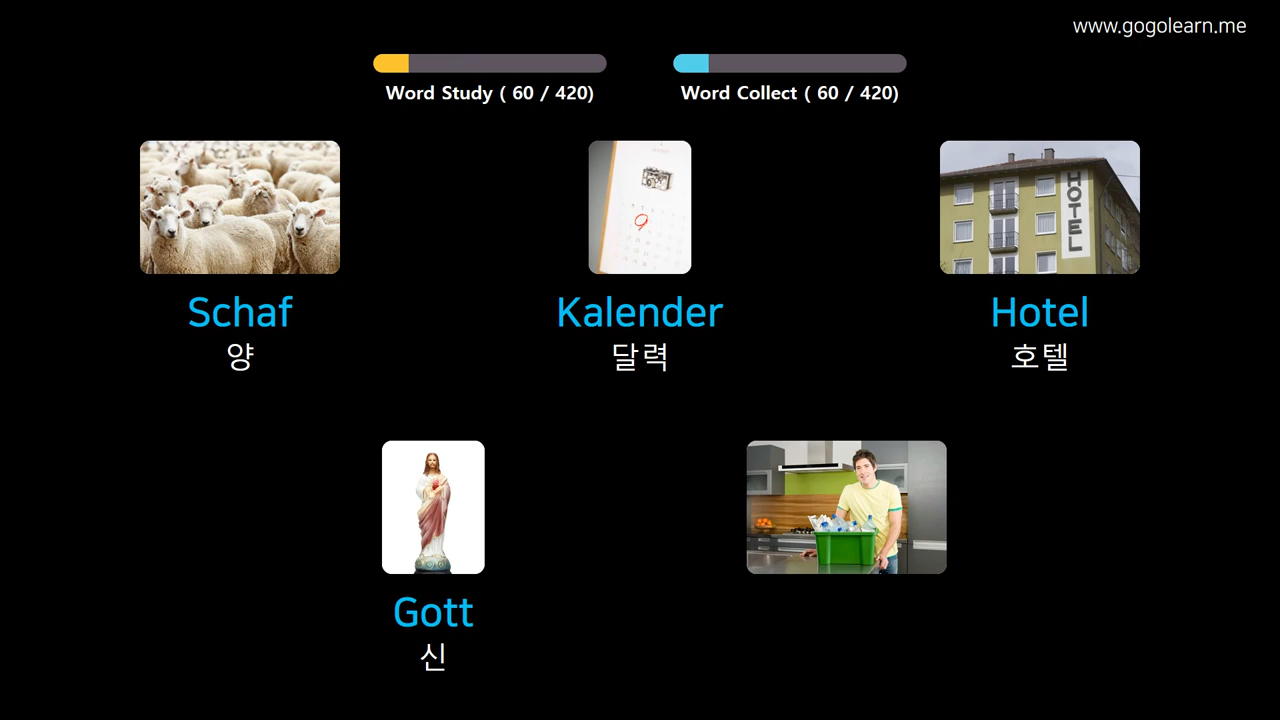 www.gogolearn.me
Word Study ( 60 / 420)
Word Collect ( 60 / 420)
HOTEL
Schaf
양
Kalender
달력
Hotel
호텔
Gott
신